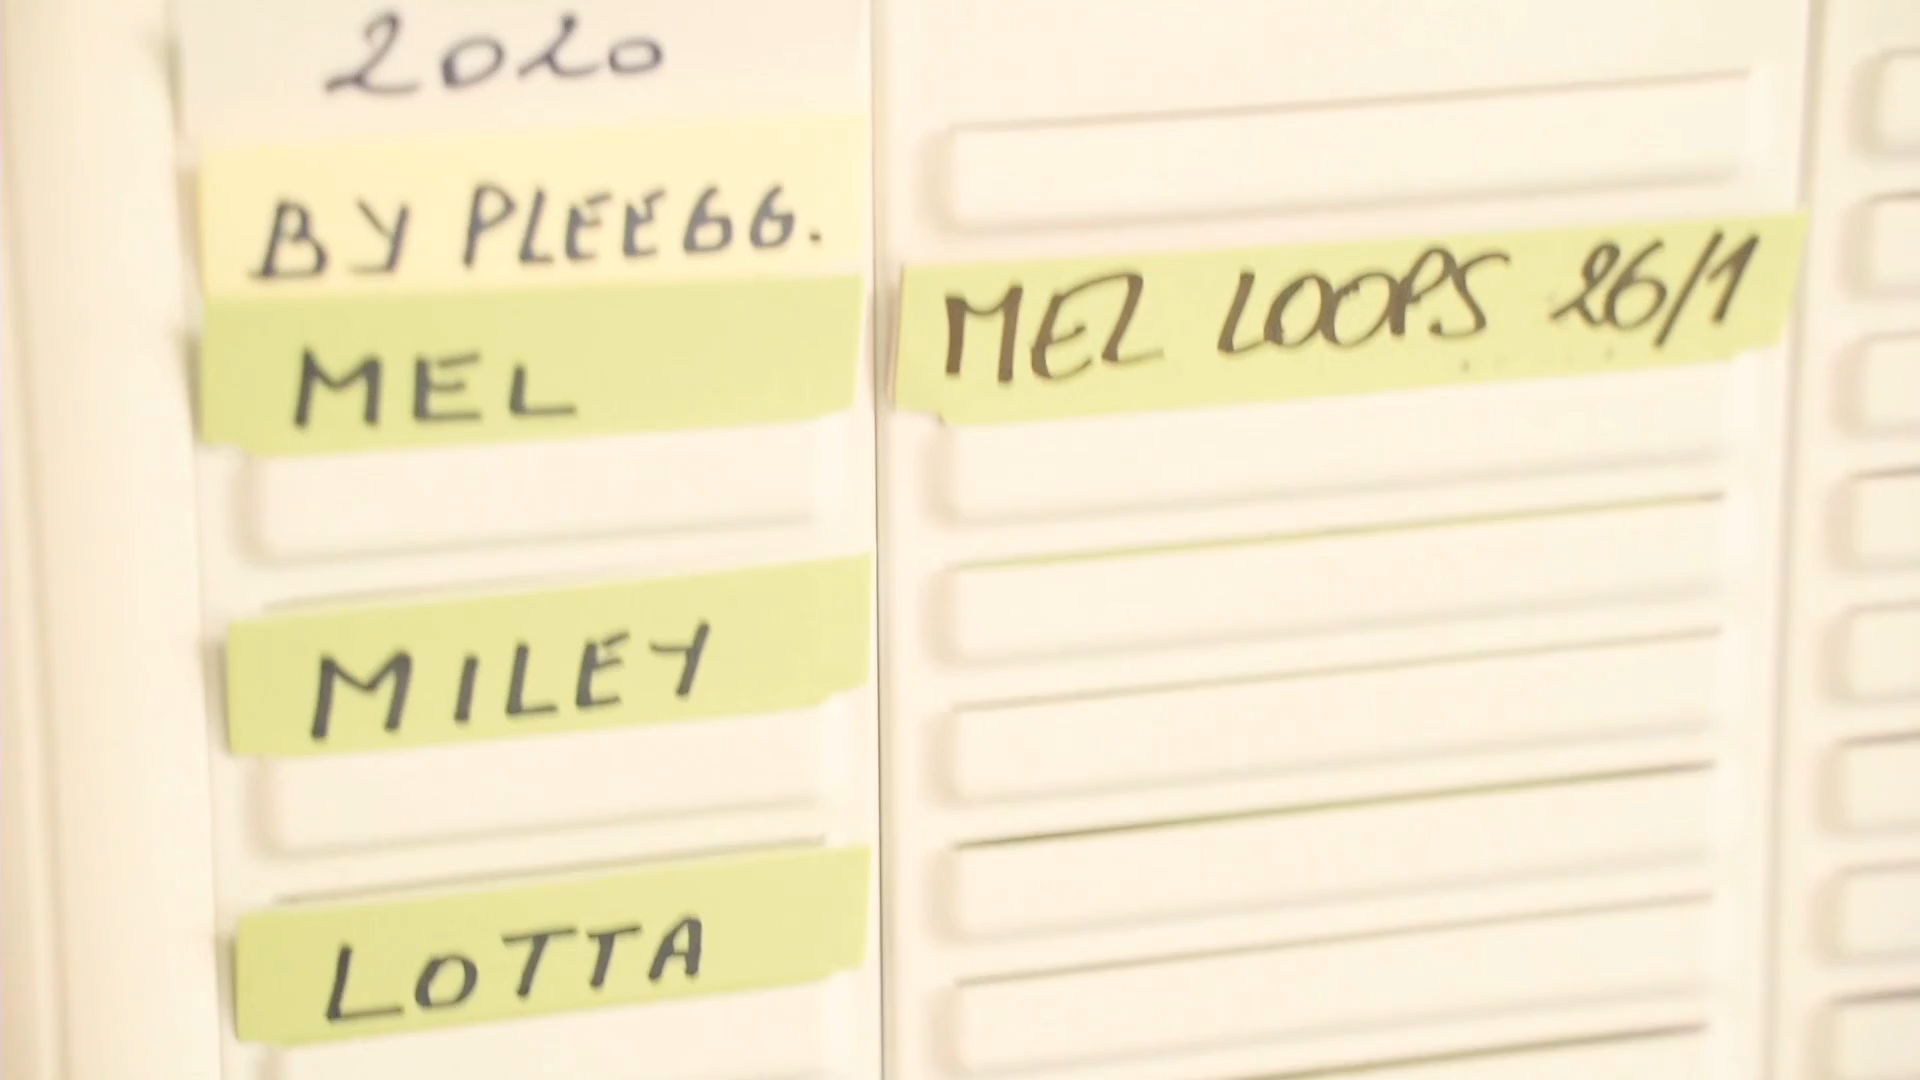 2020
BY PLEEGG.
MEL
MILEY
LOTTA
MEL LOOPS 26/1